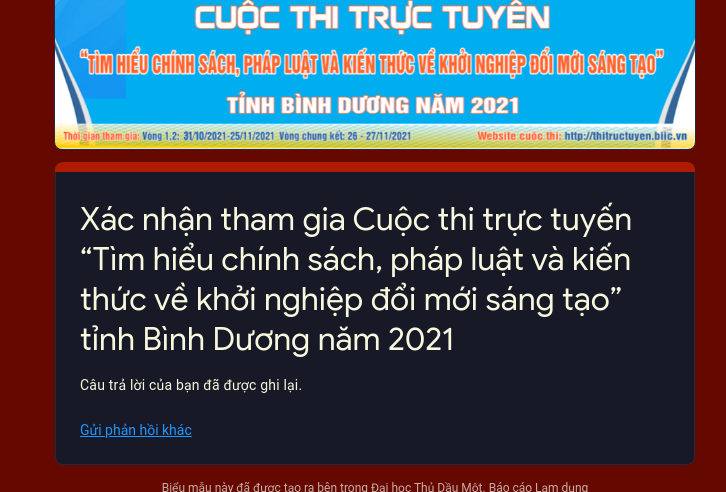 CUỘC THI TRỰC TUYẾN
“TÌM HIỂU CHÍNH SÁCH, PHÁP LUẬT VÀ KIẾN THỨC VỀ KHỞI NGHIỆP ĐỔI MỚI SÁNG TẠO”
TỈNH BÌNH DƯƠNG NĂM 2021
Thời gian tham gia: Vòng 1.2: 31/10/2021-25/11/2021 Vòng chung kết: 26 - 27/11/2021 Website cuộc thi: http://thitructuyen.biic.vn
Xác nhận tham gia Cuộc thi trực tuyến
“Tìm hiểu chính sách, pháp luật và kiến
thức về khởi nghiệp đổi mới sáng tạo”
tỉnh Bình Dương năm 2021
Câu trả lời của bạn đã được ghi lại.
Gửi phản hồi khác
Biểu mẫu này đã được tạo ra bên trong Đại học Thủ Dầu Một. Báo cáo Lạm dụng